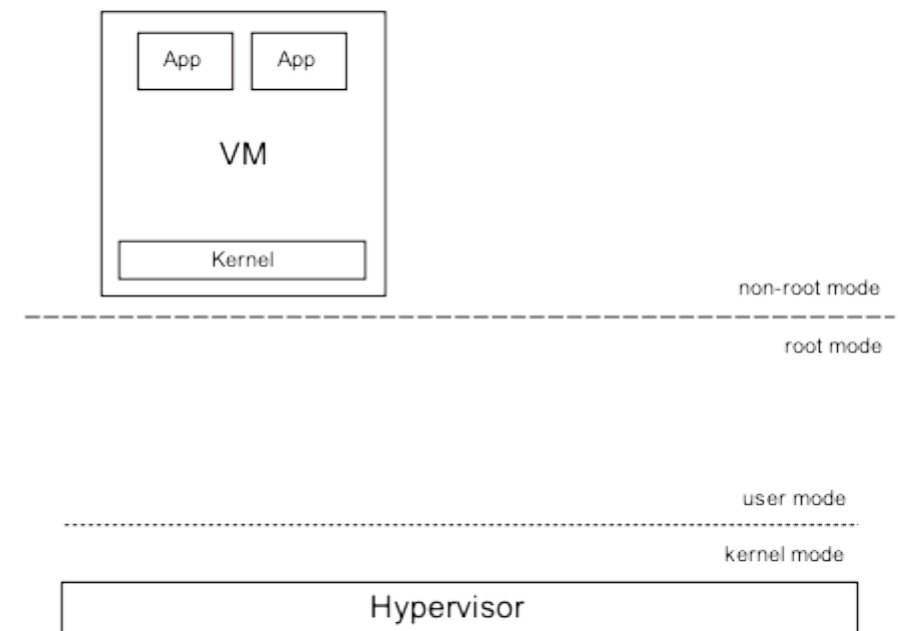 App App
VM
Kernel
non-root mode
root mode
user mode
kernel mode
Hypervisor